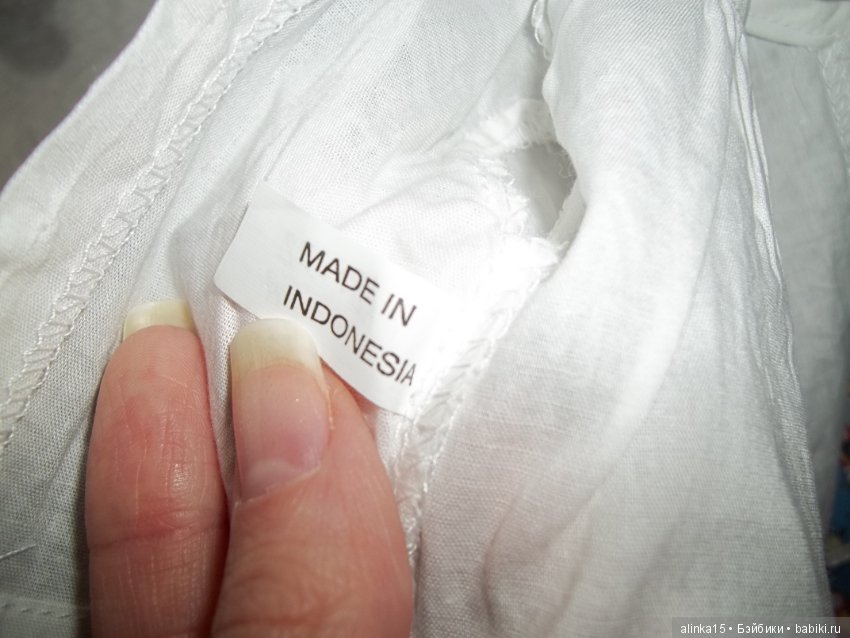 MADE IN
INDONESIA
alinka15 • Бэйбики • babiki.ru